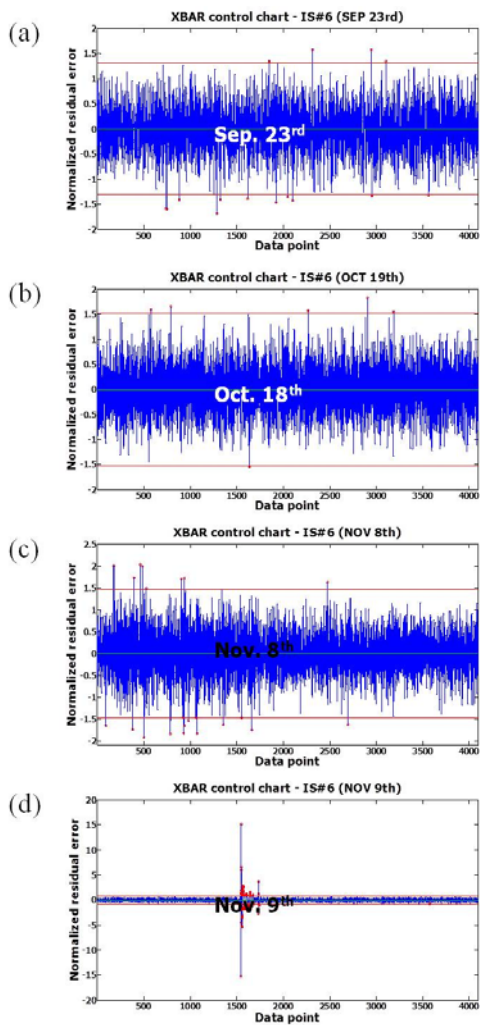 (a)
XBAR control chart - IS#6 (SEP 23rd)
Normalized residual error
2
1.5
1
0.5
0
-0.5
-1
-1.5
-2
Sep. 23rd
500 1000 1500 2000 2500 3000 3500 4000
Data point
(b)
XBAR control chart - IS#6 (OCT 19th)
Normalized residual error
2
1.5
1
0.5
0
-0.5
-1
-1.5
-2
Oct. 18th
500 1000 1500 2000 2500 3000 3500 4000
Data point
(c)
XBAR control chart - IS#6 (NOV 8th)
Normalized residual error
2.5
2
1.5
1
0.5
0
-0.5
-1
-1.5
-2
Nov. 8th
500 1000 1500 2000 2500 3000 3500 4000
Data point
(d)
XBAR control chart - IS#6 (NOV 9th)
Normalized residual error
20
15
10
5
0
-5
-10
-15
-20
Nov. 9th
500 1000 1500 2000 2500 3000 3500 4000
Data point